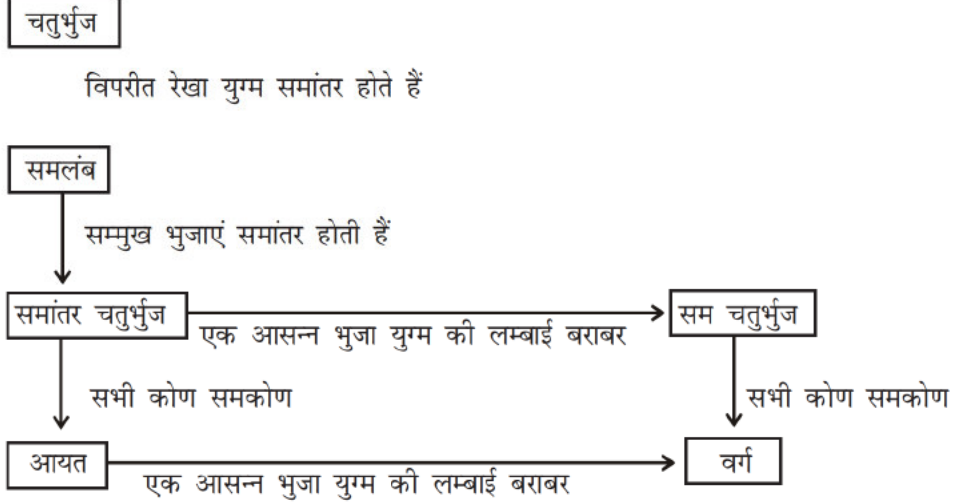 चतुर्भुज
विपरीत रेखा युग्म समांतर होते हैं
समलंब
सम्मुख भुजाएं समांतर होती हैं
समांतर चतुर्भुज
सम चतुर्भुज
एक आसन्न भुजा युग्म की लम्बाई बराबर
सभी कोण समकोण
सभी कोण समकोण
आयत
वर्ग
एक आसन्न भुजा युग्म की लम्बाई बराबर